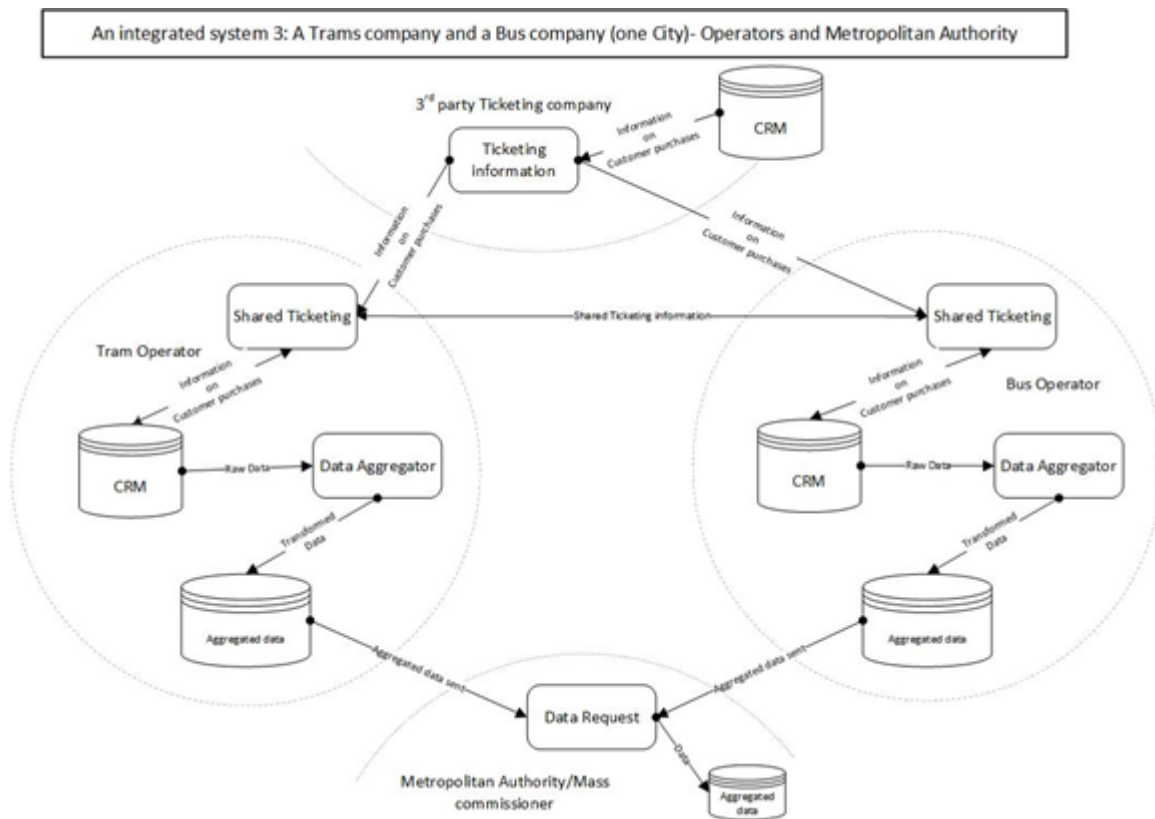 An integrated system 3: A Trams company and a Bus company (one City)- Operators and Metropolitan Authority
3rd party Ticketing company
CRM
Information
on
Customer purchases
Ticketing
information
Information
on
Customer purchases
Information
on
Customer purchases
Shared Ticketing
Shared Ticketing information
Shared Ticketing
Tram Operator
Information
on
Customer purchases
Information
on
Customer purchases
Bus Operator
CRM
Raw Data
Data Aggregator
CRM
Raw Data
Data Aggregator
Transformed
Data
Transformed
Data
Aggregated data
Aggregated data
Aggregated data sent
Aggregated data sent
Data Request
Data
Metropolitan Authority/Mass
commissioner
Aggregated
data